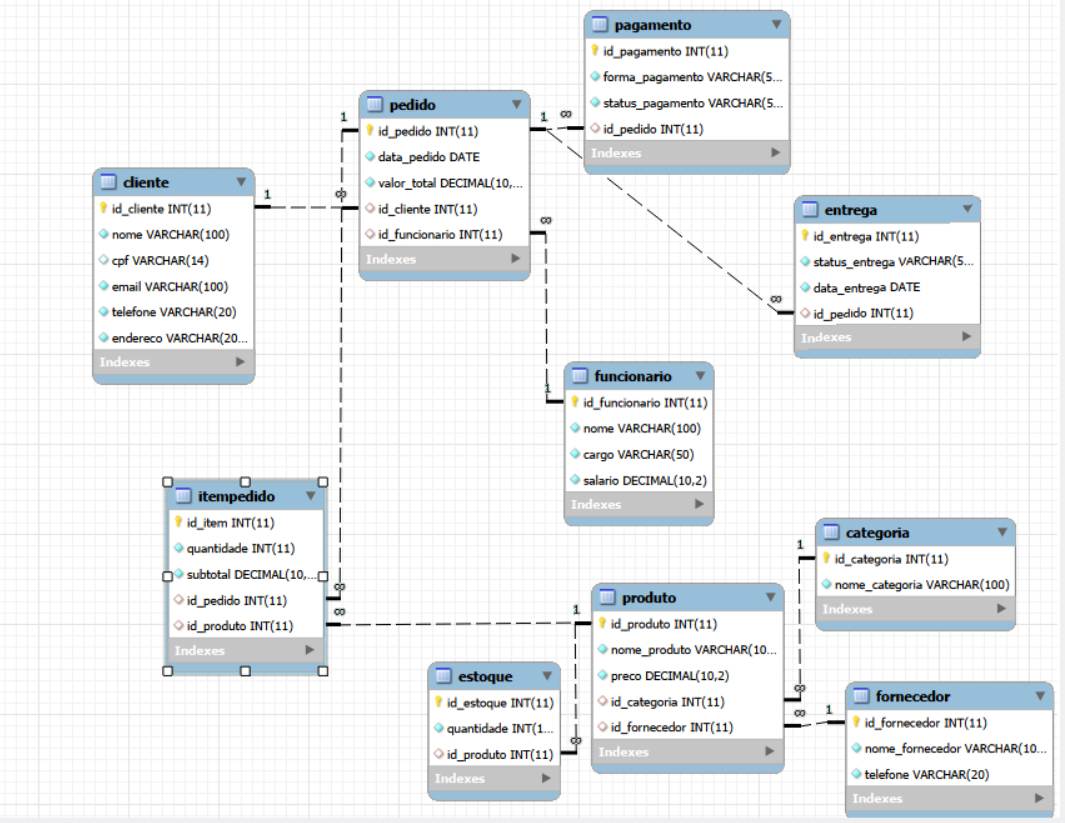 pagamento
id_pagamento INT(11)
forma_pagamento VARCHAR(5...
status_pagamento VARCHAR(5...
id_pedido INT(11)
Indexes
pedido
id_pedido INT(11)
data_pedido DATE
valor_total DECIMAL(10,...
id_cliente INT(11)
id_funcionario INT(11)
Indexes
1
1
∞
∞
∞
cliente
id_cliente INT(11)
nome VARCHAR(100)
cpf VARCHAR(14)
email VARCHAR(100)
telefone VARCHAR(20)
endereco VARCHAR(20...
Indexes
1
entrega
id_entrega INT(11)
status_entrega VARCHAR(5...
data_entrega DATE
id_pedido INT(11)
Indexes
∞
funcionario
id_funcionario INT(11)
nome VARCHAR(100)
cargo VARCHAR(50)
salario DECIMAL(10,2)
Indexes
1
itempedido
id_item INT(11)
quantidade INT(11)
subtotal DECIMAL(10,...
id_pedido INT(11)
id_produto INT(11)
Indexes
∞
∞
categoria
id_categoria INT(11)
nome_categoria VARCHAR(100)
Indexes
1
produto
id_produto INT(11)
nome_produto VARCHAR(10...
preco DECIMAL(10,2)
id_categoria INT(11)
id_fornecedor INT(11)
Indexes
1
∞
∞
estoque
id_estoque INT(11)
quantidade INT(1...
id_produto INT(11)
Indexes
∞
fornecedor
id_fornecedor INT(11)
nome_fornecedor VARCHAR(10...
telefone VARCHAR(20)
Indexes
1